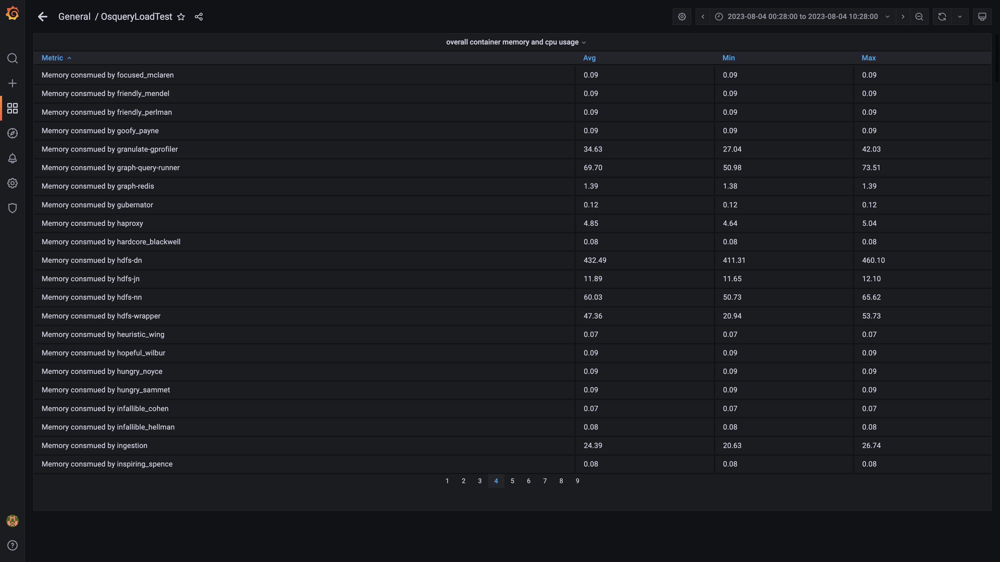 General / OsqueryLoadTest
2023-08-04 00:28:00 to 2023-08-04 10:28:00
overall container memory and cpu usage
Metric Avg Min Max
Memory consmued by focused_mclaren 0.09 0.09 0.09
Memory consmued by friendly_mendel 0.09 0.09 0.09
Memory consmued by friendly_perlman 0.09 0.09 0.09
Memory consmued by goofy_payne 0.09 0.09 0.09
Memory consmued by granulate-gprofiler 34.63 27.04 42.03
Memory consmued by graph-query-runner 69.70 50.98 73.51
Memory consmued by graph-redis 1.39 1.38 1.39
Memory consmued by gubernator 0.12 0.12 0.12
Memory consmued by haproxy 4.85 4.64 5.04
Memory consmued by hardcore_blackwell 0.08 0.08 0.08
Memory consmued by hdfs-dn 432.49 411.31 460.10
Memory consmued by hdfs-jn 11.89 11.65 12.10
Memory consmued by hdfs-nn 60.03 50.73 65.62
Memory consmued by hdfs-wrapper 47.36 20.94 53.73
Memory consmued by heuristic_wing 0.07 0.07 0.07
Memory consmued by hopeful_wilbur 0.09 0.09 0.09
Memory consmued by hungry_noyce 0.09 0.09 0.09
Memory consmued by hungry_sammet 0.09 0.09 0.09
Memory consmued by infallible_cohen 0.07 0.07 0.07
Memory consmued by infallible_hellman 0.08 0.08 0.08
Memory consmued by ingestion 24.39 20.63 26.74
Memory consmued by inspiring_spence 0.08 0.08 0.08
1 2 3 4 5 6 7 8 9